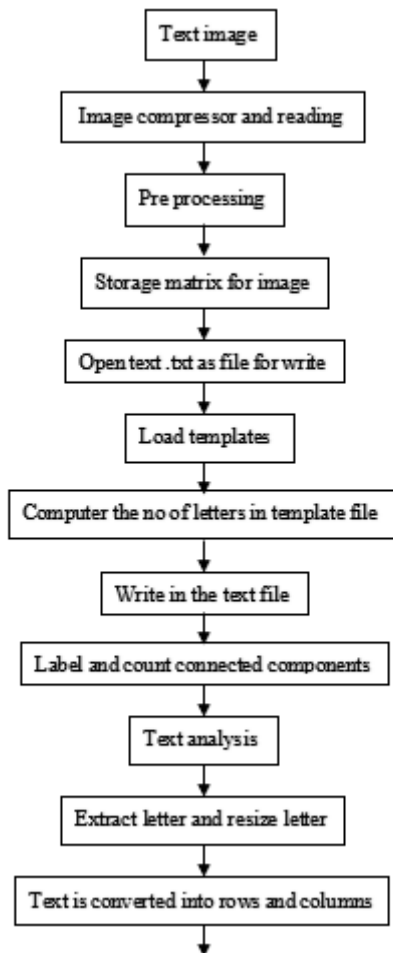 Text image
Image compressor and reading
Pre processing
Storage matrix for image
Open text .txt as file for write
Load templates
Computer the no of letters in template file
Write in the text file
Label and count connected components
Text analysis
Extract letter and resize letter
Text is converted into rows and columns